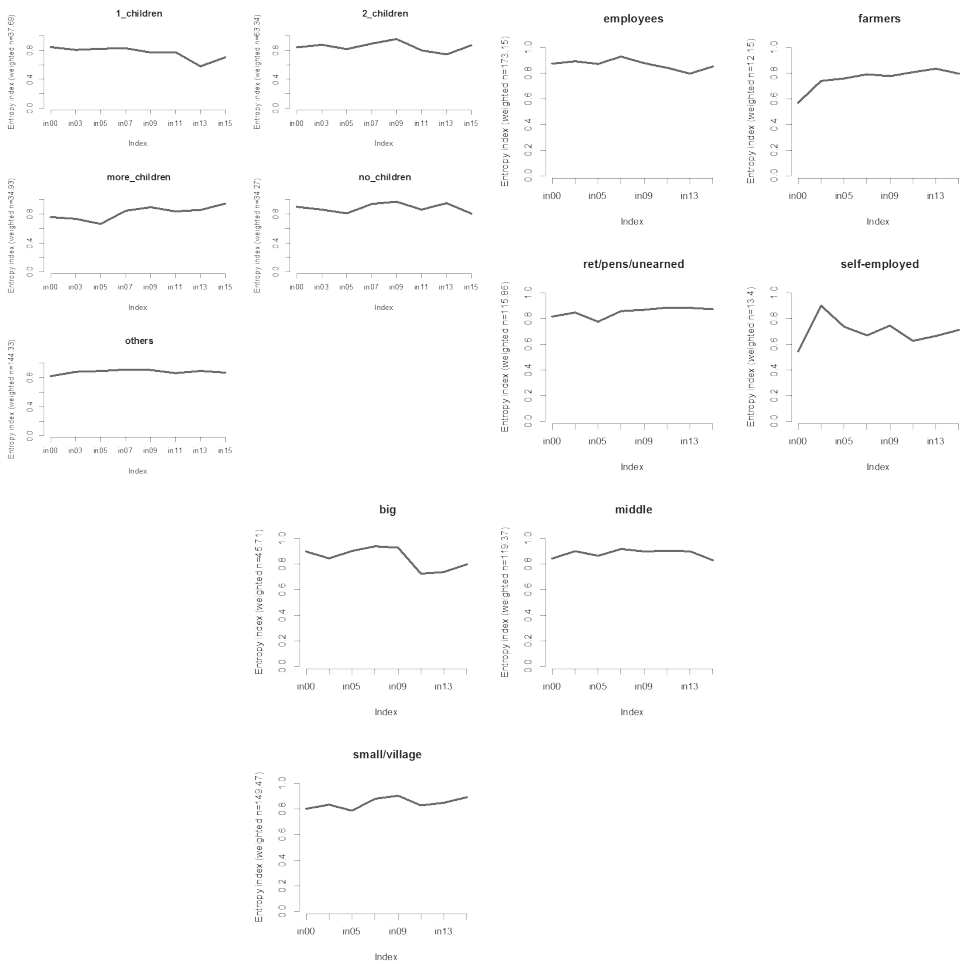 1_children
Entropy index (weighted n=37.69)
0.0 0.4 0.8
in00 in03 in05 in07 in09 in11 in13 in15
Index
2_children
Entropy index (weighted n=63.34)
0.0 0.4 0.8
in00 in03 in05 in07 in09 in11 in13 in15
Index
employees
Entropy index (weighted n=173.15)
0.0 0.2 0.4 0.6 0.8 1.0
in00 in05 in09 in13
Index
farmers
Entropy index (weighted n=12.15)
0.0 0.2 0.4 0.6 0.8 1.0
in00 in05 in09 in13
Index
more_children
Entropy index (weighted n=34.93)
0.0 0.4 0.8
in00 in03 in05 in07 in09 in11 in13 in15
Index
no_children
Entropy index (weighted n=34.27)
0.0 0.4 0.8
in00 in03 in05 in07 in09 in11 in13 in15
Index
ret/pens/unearned
Entropy index (weighted n=115.86)
0.0 0.2 0.4 0.6 0.8 1.0
in00 in05 in09 in13
Index
self-employed
Entropy index (weighted n=13.4)
0.0 0.2 0.4 0.6 0.8 1.0
in00 in05 in09 in13
Index
others
Entropy index (weighted n=144.33)
0.0 0.4 0.8
in00 in03 in05 in07 in09 in11 in13 in15
Index
big
Entropy index (weighted n=45.71)
0.0 0.2 0.4 0.6 0.8 1.0
in00 in05 in09 in13
Index
middle
Entropy index (weighted n=119.37)
0.0 0.2 0.4 0.6 0.8 1.0
in00 in05 in09 in13
Index
small/village
Entropy index (weighted n=149.47)
0.0 0.2 0.4 0.6 0.8 1.0
in00 in05 in09 in13
Index